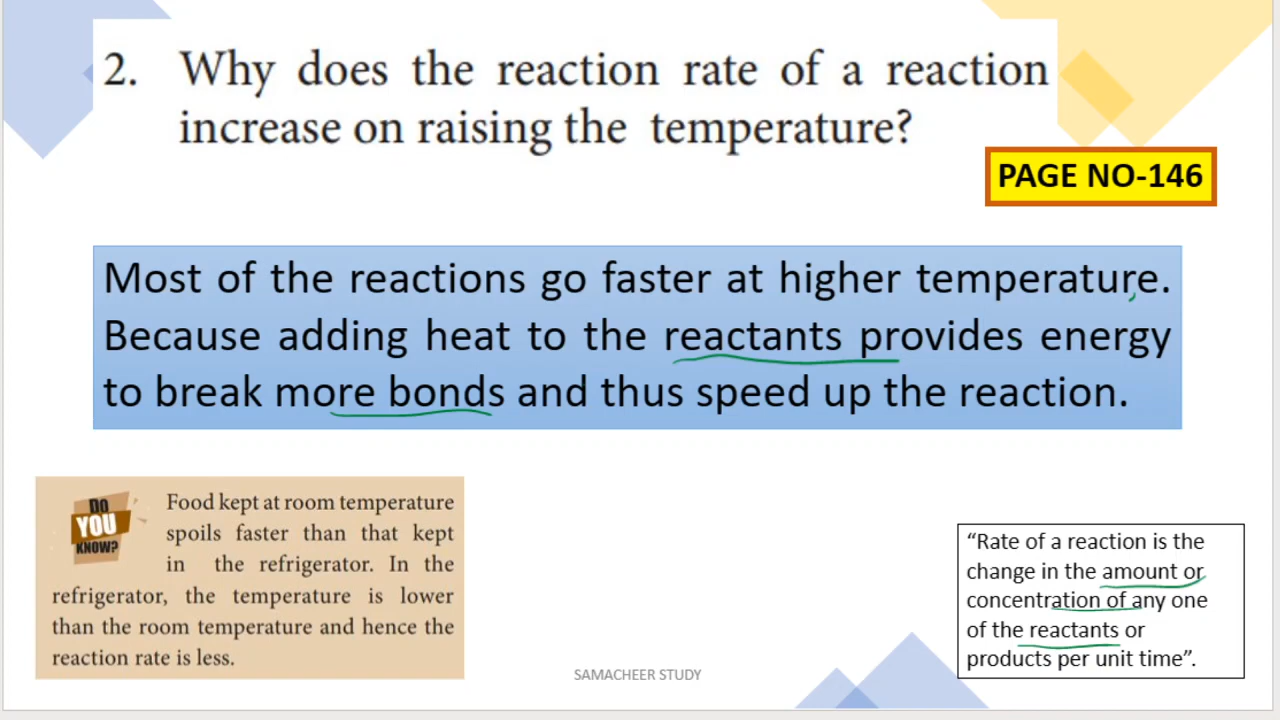 2. Why does the reaction rate of a reaction
increase on raising the temperature?
PAGE NO-146
Most of the reactions go faster at higher temperature.
Because adding heat to the reactants provides energy
to break more bonds and thus speed up the reaction.
DO
YOU
KNOW?
Food kept at room temperature
spoils faster than that kept
in the refrigerator. In the
refrigerator, the temperature is lower
than the room temperature and hence the
reaction rate is less.
“Rate of a reaction is the
change in the amount or
concentration of any one
of the reactants or
products per unit time”.
SAMACHEER STUDY